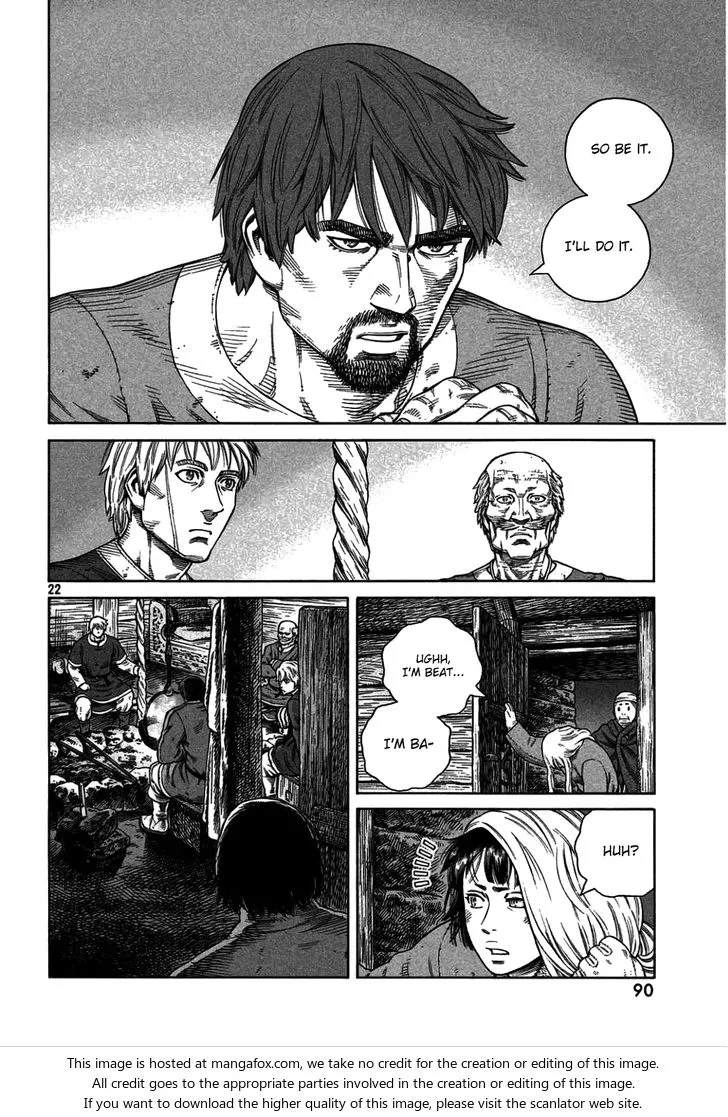 SO BE IT.
I'LL DO IT.
22
UGHH,
I'M BEAT...
I'M BA-
HUH?
90
This image is hosted at mangafox.com, we take no credit for the creation or editing of this image.
All credit goes to the appropriate parties involved in the creation or editing of this image.
If you want to download the higher quality of this image, please visit the scanlator web site.